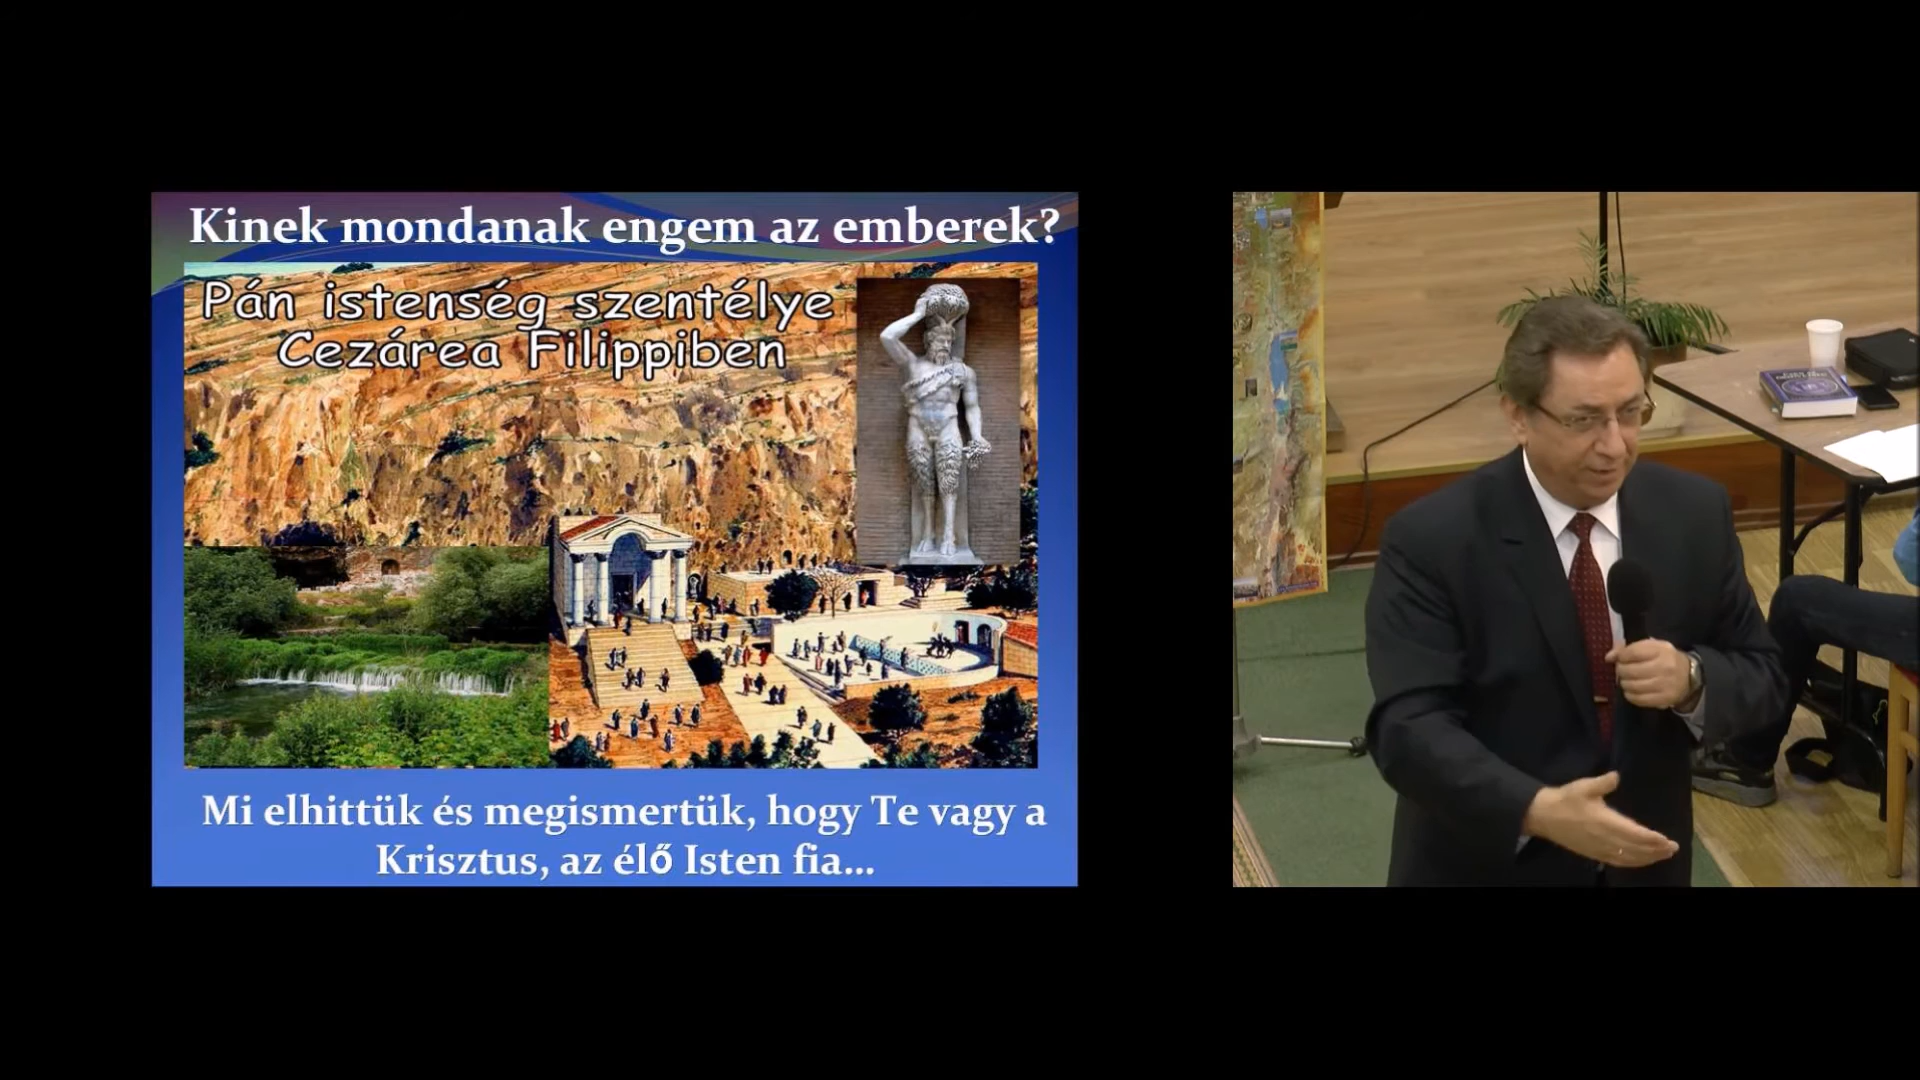 Kinek mondanak engem az emberek?
Pán istenség szentélye
Cezárea Filippiben
Mi elhittük és megismertük, hogy Te vagy a
Krisztus, az élő Isten fia...